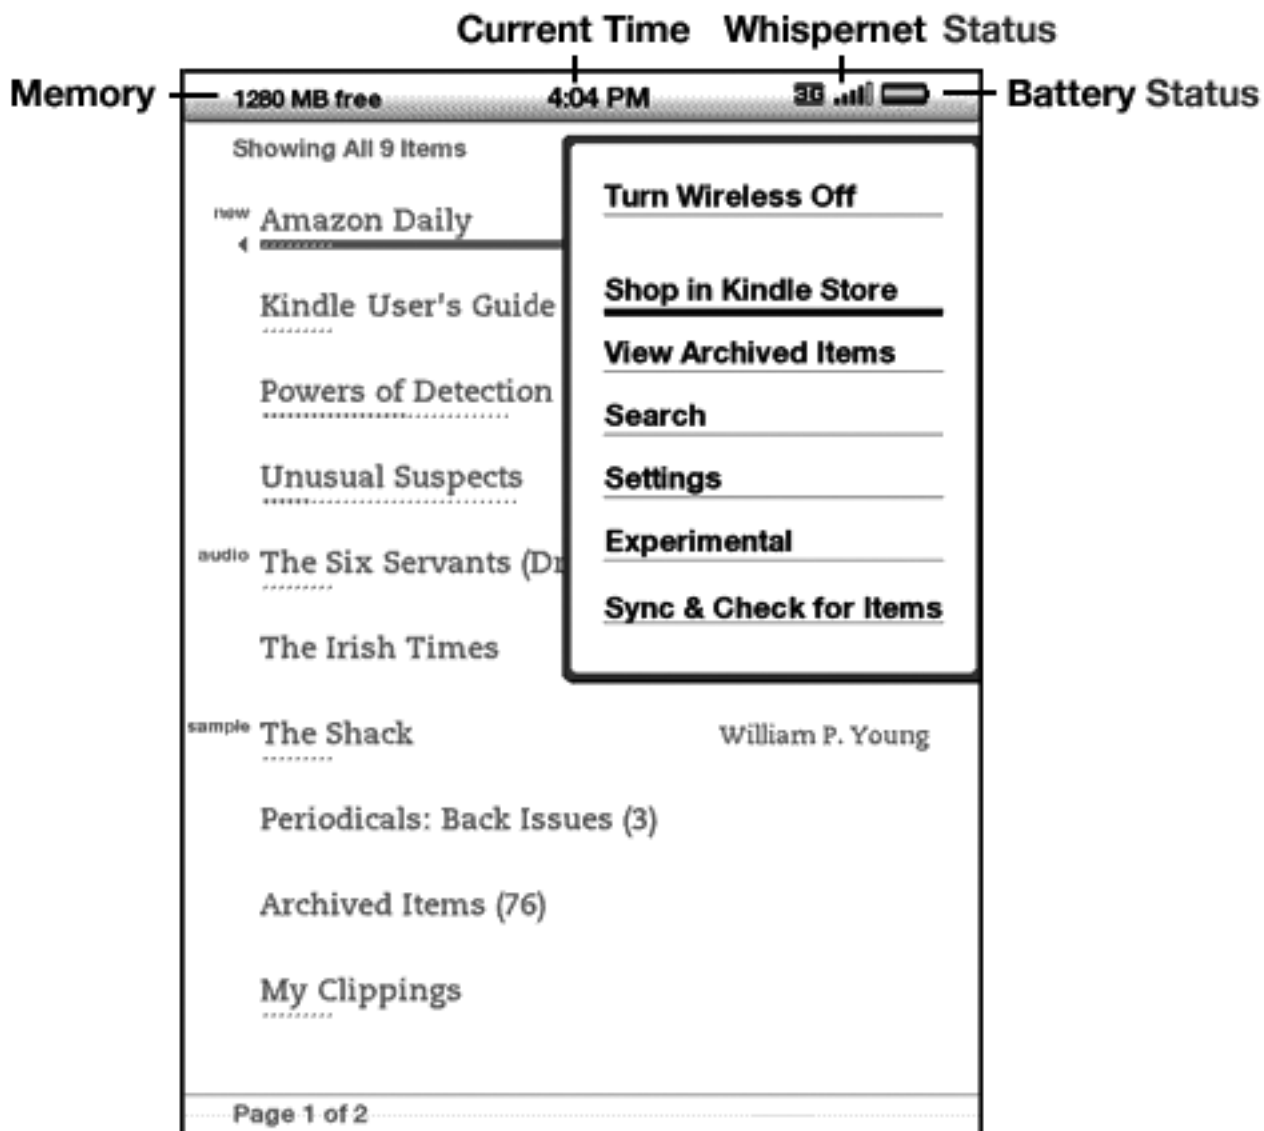 Current Time Whispernet Status
Memory 1280 MB free 4:04 PM 3G Battery Status
Showing All 9 Items
Turn Wireless Off
new Amazon Daily
Shop in Kindle Store
Kindle User's Guide
View Archived Items
Powers of Detection
Search
Unusual Suspects
Settings
Experimental
audio The Six Servants (Dr
Sync & Check for Items
The Irish Times
sample The Shack William P. Young
Periodicals: Back Issues (3)
Archived Items (76)
My Clippings
Page 1 of 2